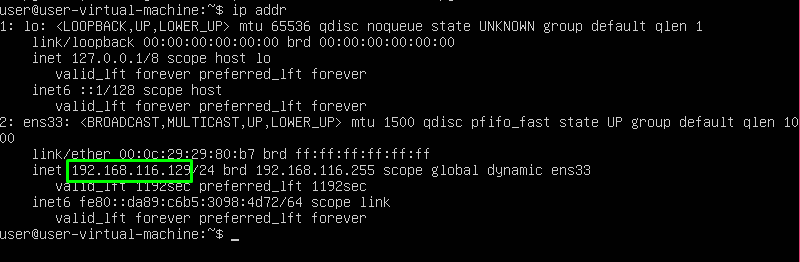 user@user-virtual-machine:~$ ip addr
1: lo: <LOOPBACK,UP,LOWER_UP> mtu 65536 qdisc noqueue state UNKNOWN group default qlen 1
link/loopback 00:00:00:00:00:00 brd 00:00:00:00:00:00
inet 127.0.0.1/8 scope host lo
valid_lft forever preferred_lft forever
inet6 ::1/128 scope host
valid_lft forever preferred_lft forever
2: ens33: <BROADCAST,MULTICAST,UP,LOWER_UP> mtu 1500 qdisc pfifo_fast state UP group default qlen 10
00
link/ether 00:0c:29:29:80:b7 brd ff:ff:ff:ff:ff:ff
inet 192.168.116.129/24 brd 192.168.116.255 scope global dynamic ens33
valid_lft 1192sec preferred_lft 1192sec
inet6 fe80::da89:c6b5:3098:4d72/64 scope link
valid_lft forever preferred_lft forever
user@user-virtual-machine:~$ _